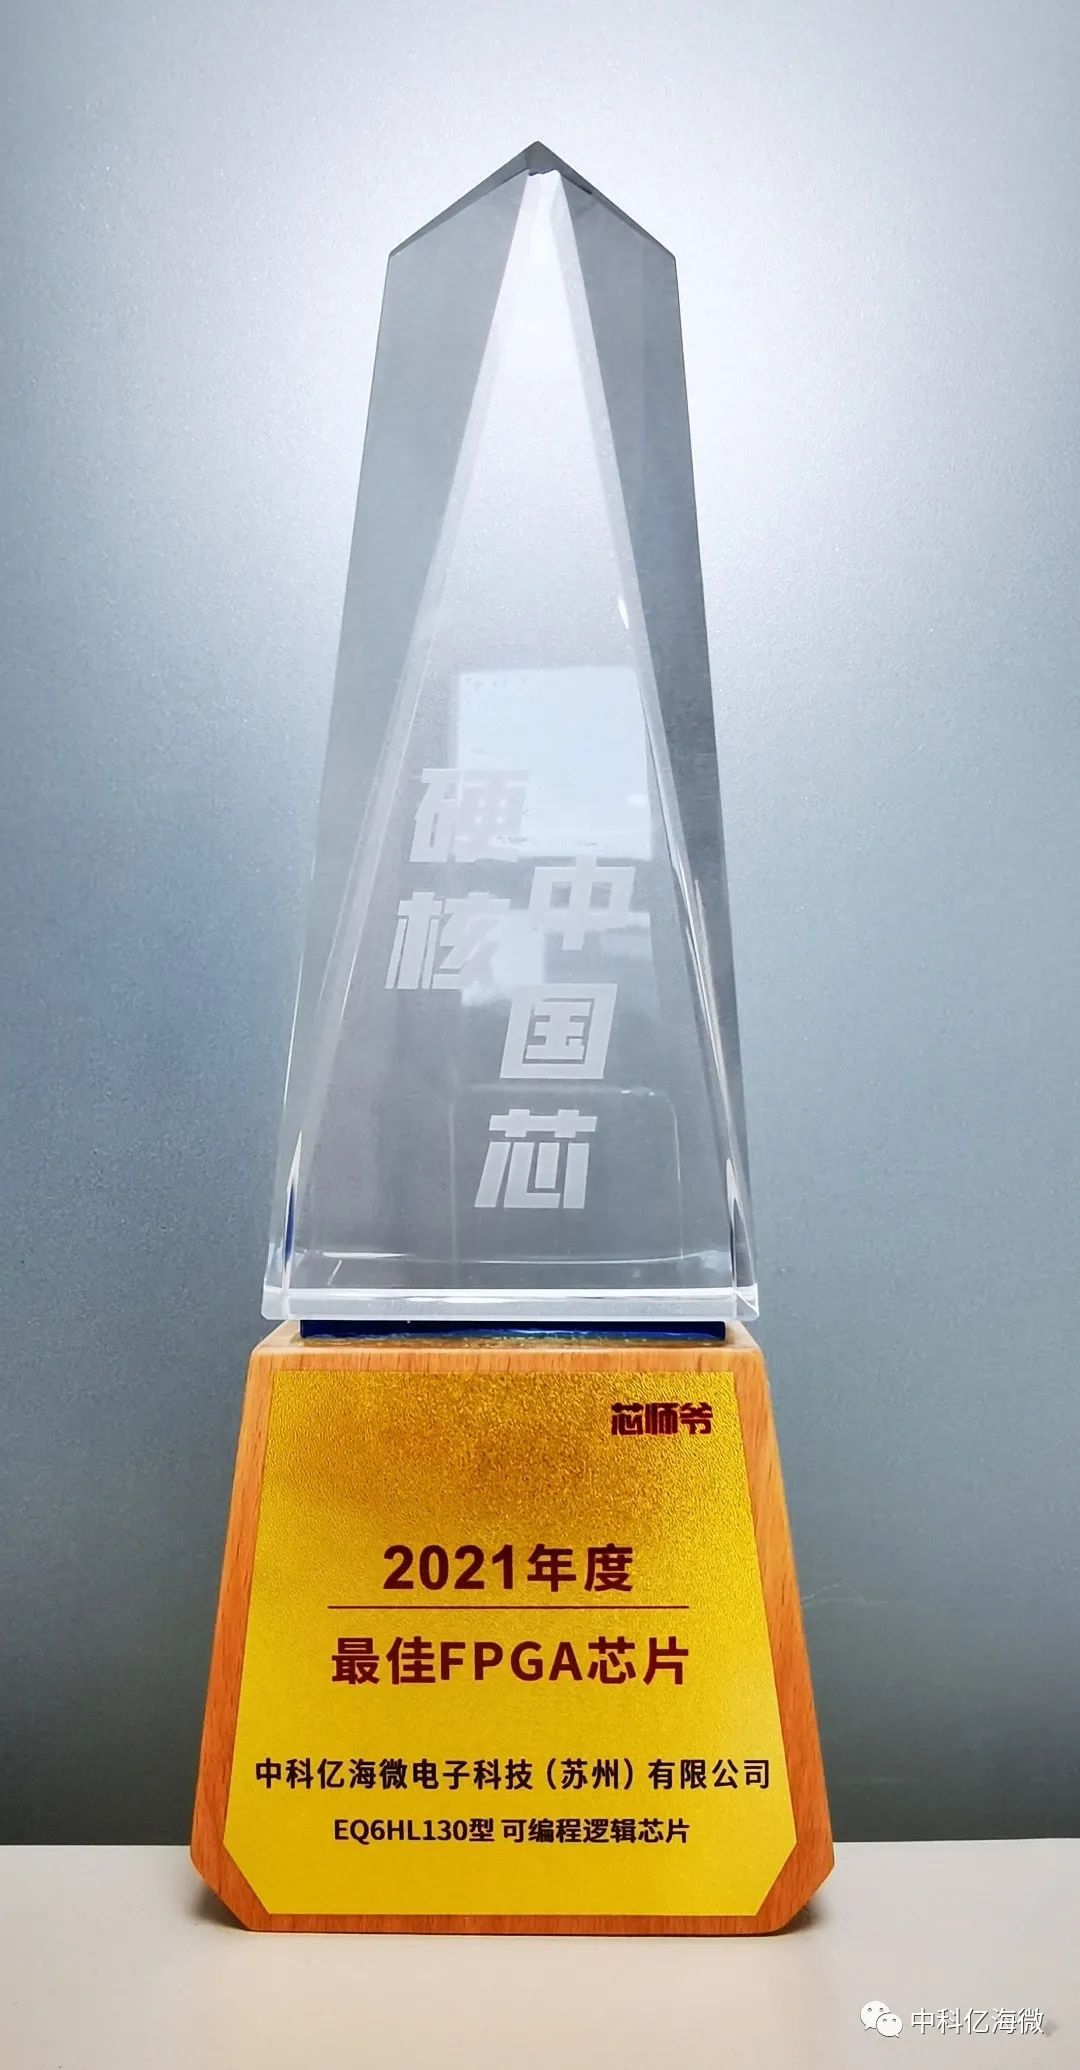 硬核
中国芯
芯师爷
2021年度
最佳FPGA芯片
中科亿海微电子科技（苏州）有限公司
EQ6HL130型 可编程逻辑芯片
中科亿海微